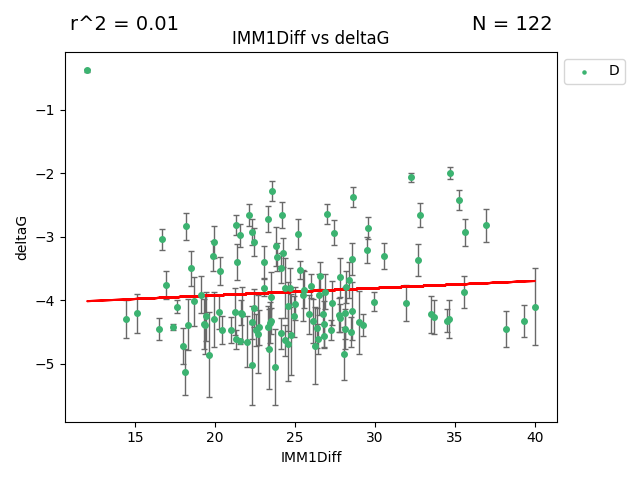 r^2 = 0.01
N = 122
IMM1Diff vs deltaG
D
−1
−2
−3
−4
−5
deltaG
15 20 25 30 35 40
IMM1Diff